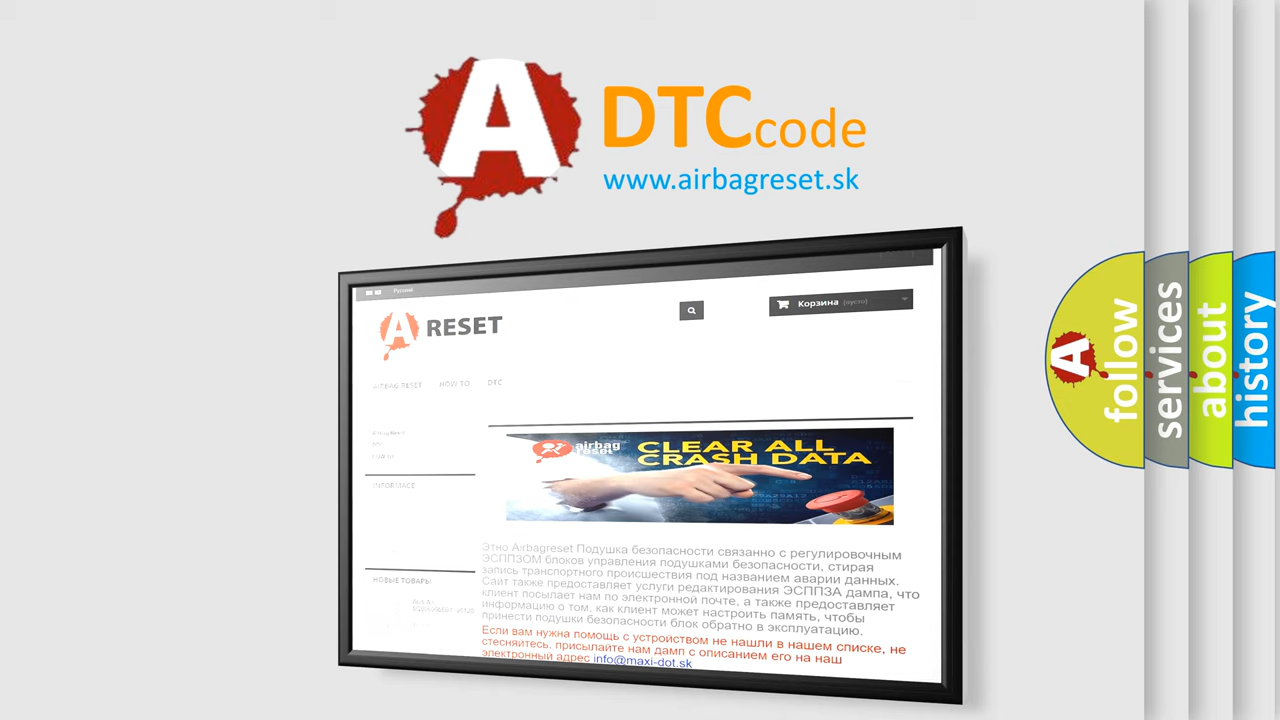 A
DTCcode
www.airbagreset.sk
Русский
A RESET
Корзина (пусто)
AIRBAG RESET HOW TO DTC
INFORMACE
НОВЫЕ ТОВАРЫ
airbag
reset
CLEAR ALL
CRASH DATA
Этно Airbagreset Подушка безопасности связанно с регулировочным
ЭСППЗОМ блоков управления подушками безопасности, стирая
запись транспортного происшествия под названием аварии данных.
Сайт также предоставляет услуги редактирования ЭСППЗА дампа, что
клиент посылает нам по электронной почте, а также предоставляет
информацию о том, как клиент может настроить память, чтобы
принести подушки безопасности блок обратно в эксплуатацию.
Если вам нужна помощь с устройством не нашли в нашем списке, не
стесняйтесь. присылайте нам дамп с описанием его на наш
электронный адрес info@maxi-dot.sk
A
follow
services
about
history